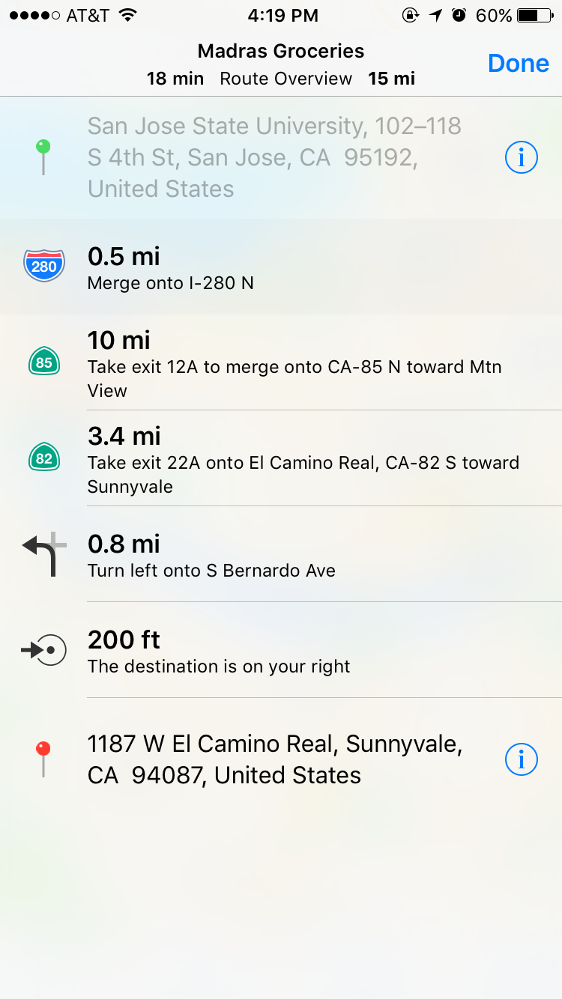 AT&T 4:19 PM 60%
Madras Groceries
18 min Route Overview 15 mi
Done
San Jose State University, 102–118
S 4th St, San Jose, CA  95192,
United States
280
0.5 mi
Merge onto I-280 N
85
10 mi
Take exit 12A to merge onto CA-85 N toward Mtn
View
82
3.4 mi
Take exit 22A onto El Camino Real, CA-82 S toward
Sunnyvale
0.8 mi
Turn left onto S Bernardo Ave
200 ft
The destination is on your right
1187 W El Camino Real, Sunnyvale,
CA  94087, United States